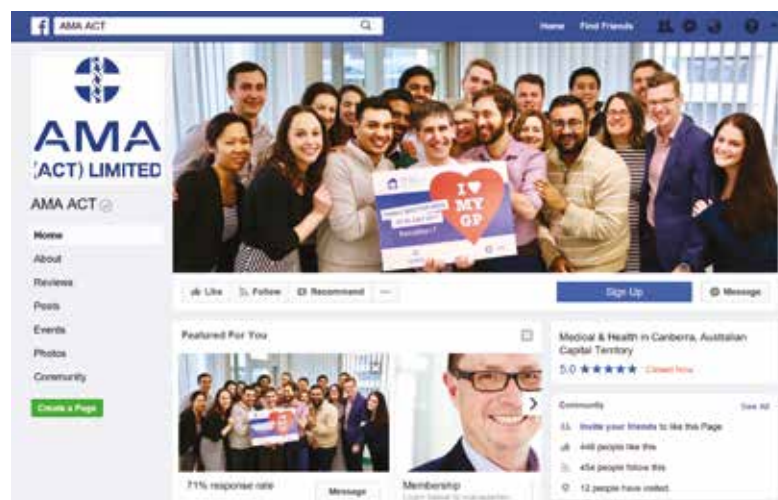 AMA ACT
Home Find Friends
AMA
(ACT) LIMITED
AMA ACT
Home
About
Reviews
Posts
Events
Photos
Community
Create a Page
I ♥
MY
GP
Like Follow Recommend ...
Sign Up Message
Featured For You
71% response rate
Message
Membership
Medical & Health in Canberra, Australian
Capital Territory
5.0 ★★★★★ Closed Now
Community See All
Invite your friends to like this Page
448 people like this
454 people follow this
12 people have visited